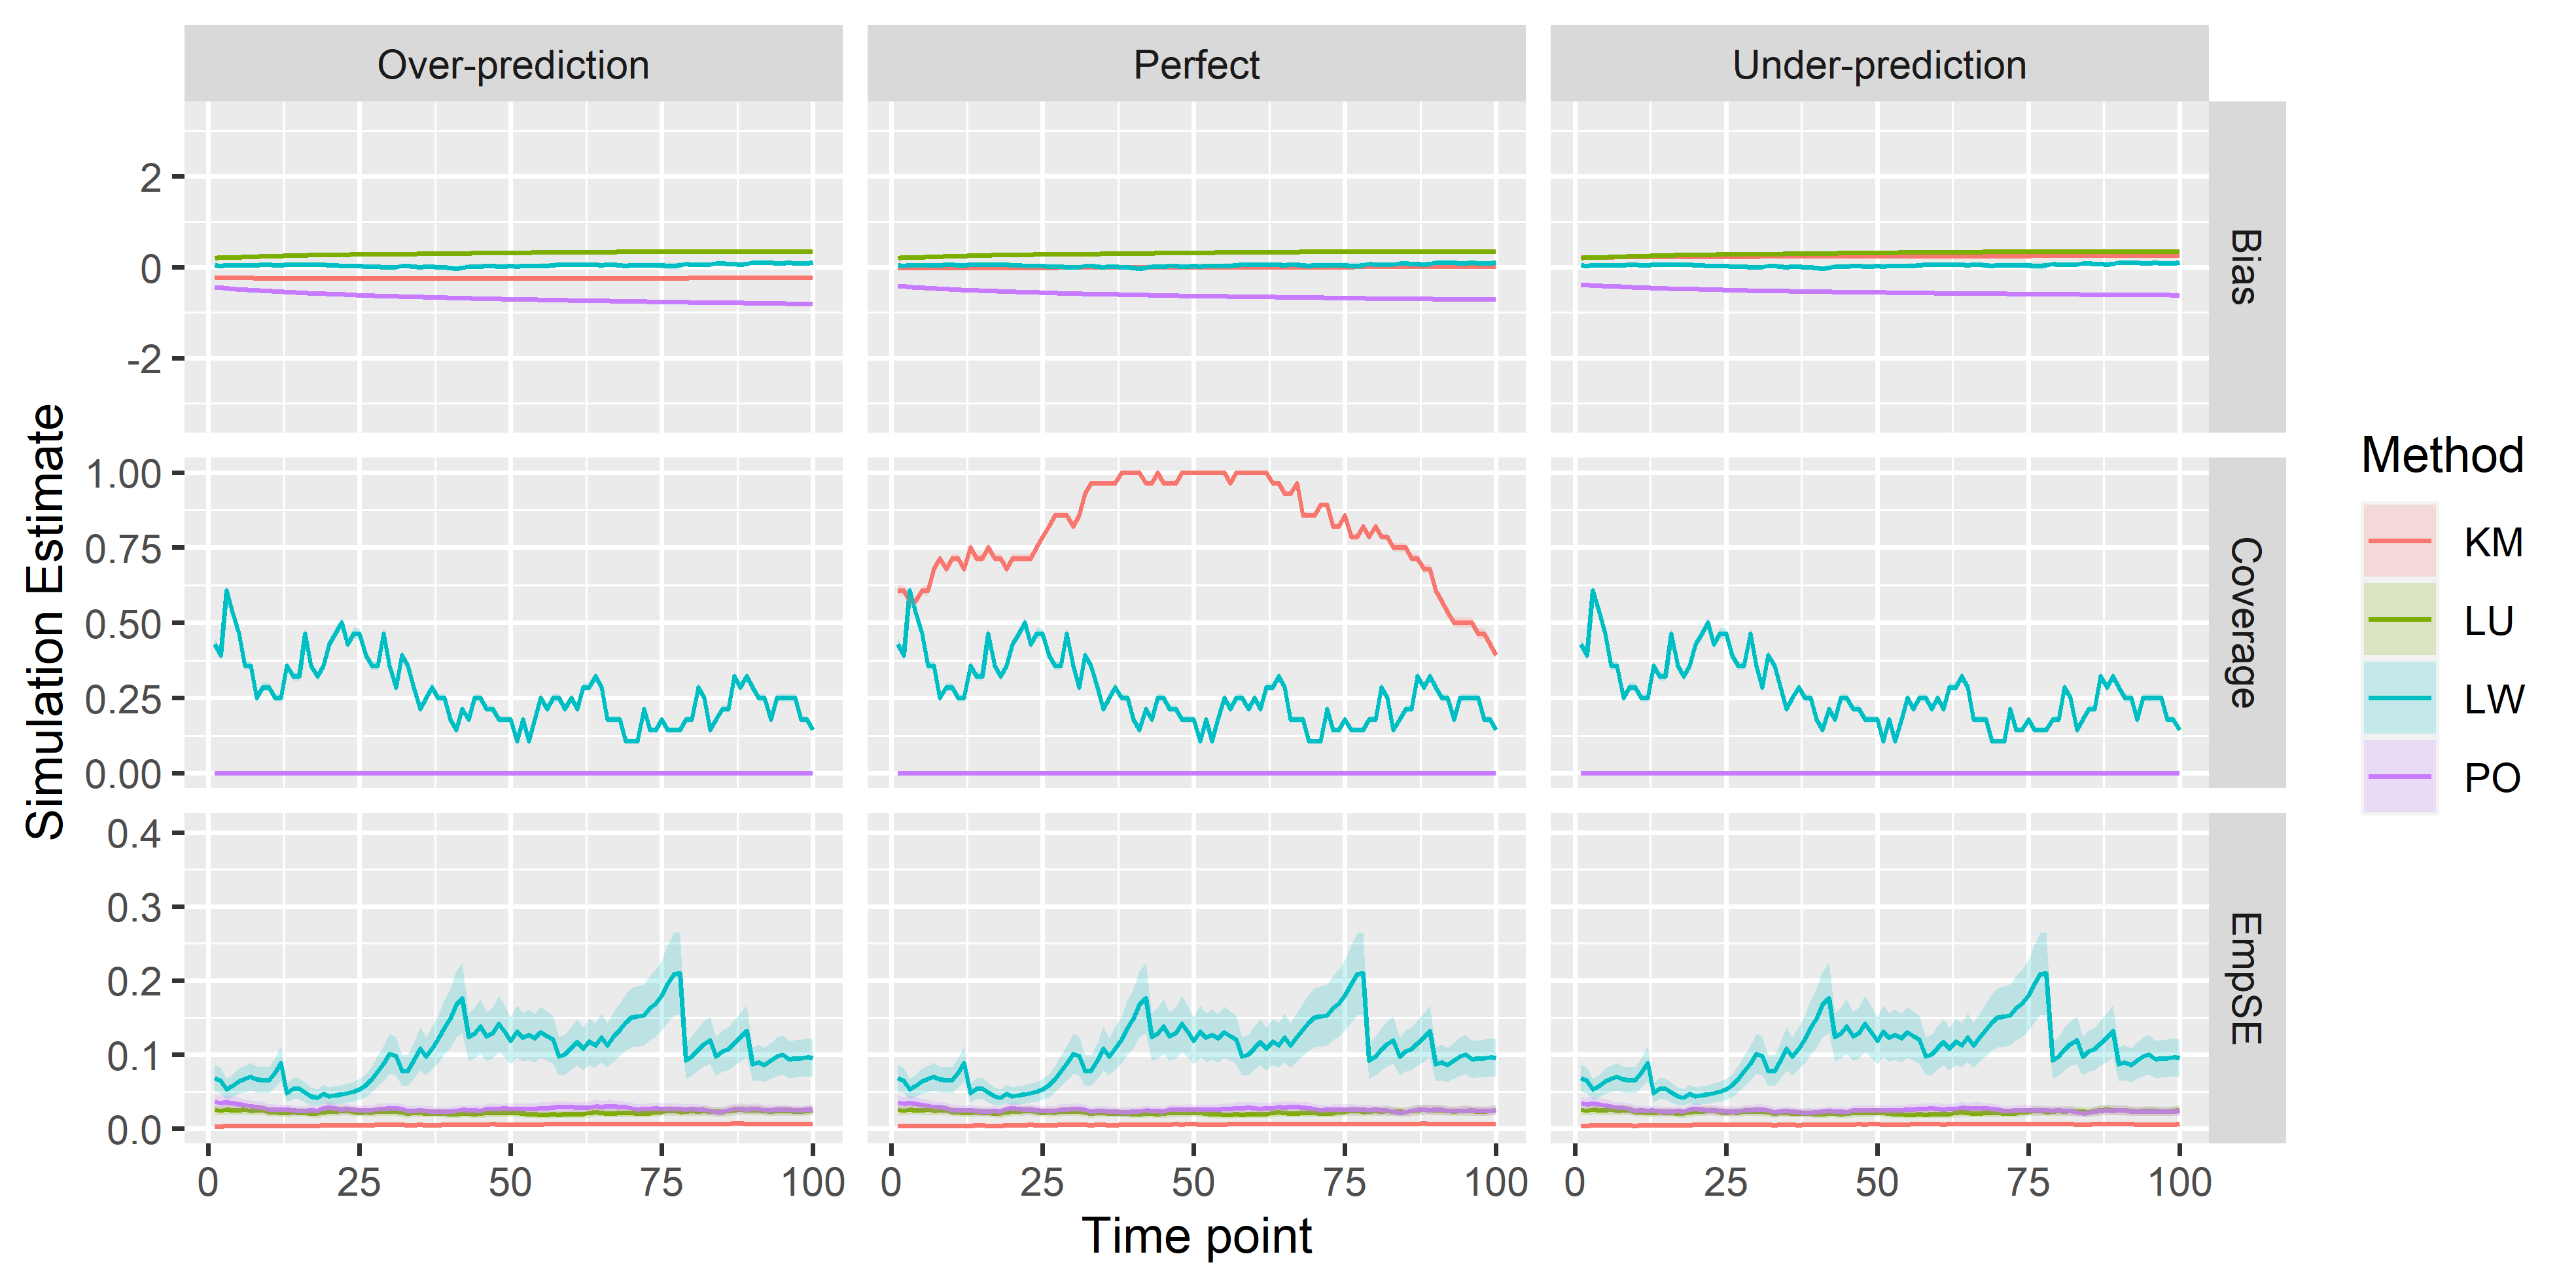 Over-prediction
Perfect
Under-prediction
2
0
-2
Bias
Simulation Estimate
1.00
0.75
0.50
0.25
0.00
Coverage
0.4
0.3
0.2
0.1
0.0
EmpSE
0 25 50 75 100
0 25 50 75 100
0 25 50 75 100
Time point
Method
KM
LU
LW
PO